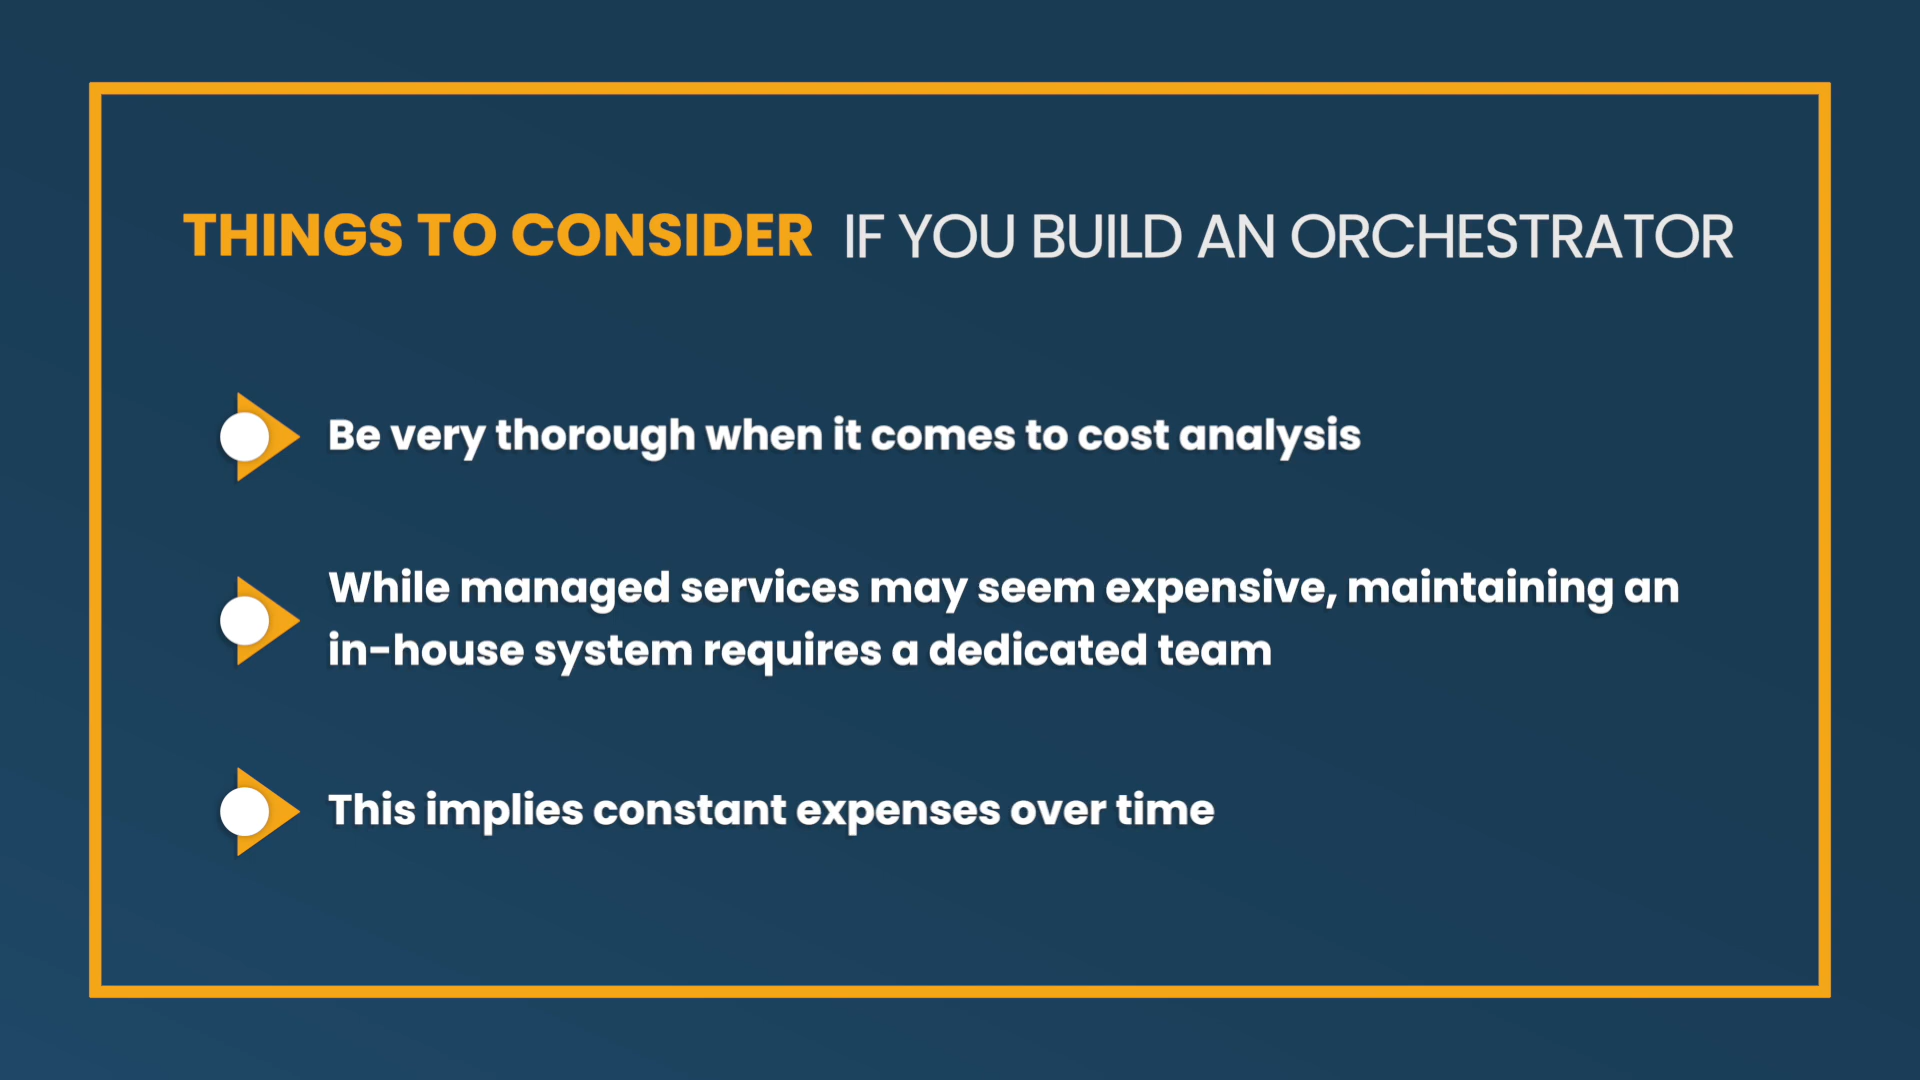 THINGS TO CONSIDER IF YOU BUILD AN ORCHESTRATOR
Be very thorough when it comes to cost analysis
While managed services may seem expensive, maintaining an
in-house system requires a dedicated team
This implies constant expenses over time